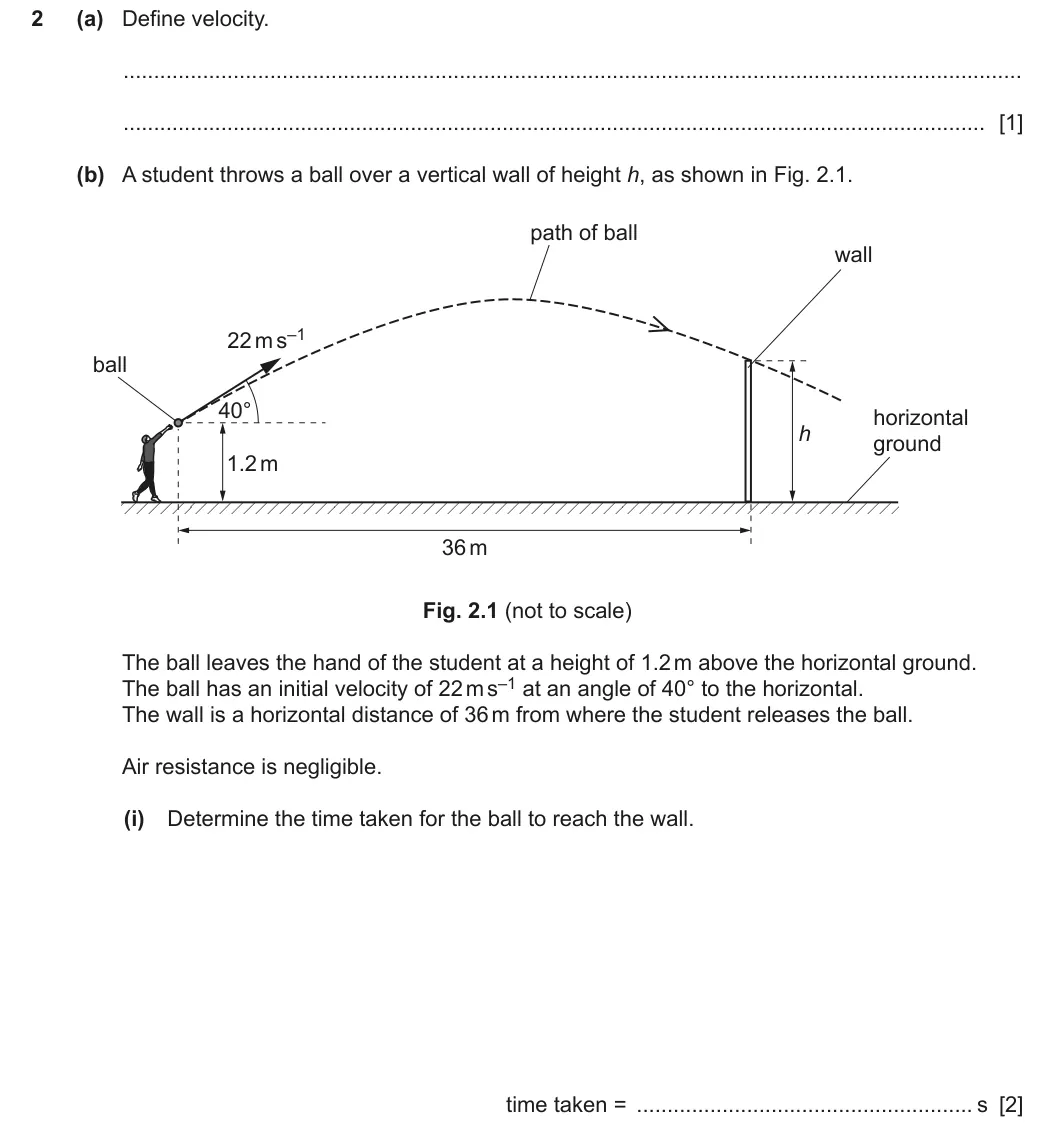 2 (a) Define velocity.
.................................................................................................................................................
........................................................................................................................................... [1]
(b) A student throws a ball over a vertical wall of height h, as shown in Fig. 2.1.
path of ball
wall
22 m s⁻¹
ball
40°
horizontal
ground
h
1.2 m
36 m
Fig. 2.1 (not to scale)
The ball leaves the hand of the student at a height of 1.2 m above the horizontal ground.
The ball has an initial velocity of 22 m s⁻¹ at an angle of 40° to the horizontal.
The wall is a horizontal distance of 36 m from where the student releases the ball.
Air resistance is negligible.
(i) Determine the time taken for the ball to reach the wall.
time taken = ...................................................... s [2]